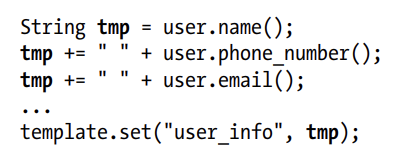 String tmp = user.name();
tmp += " " + user.phone_number();
tmp += " " + user.email();
...
template.set("user_info", tmp);